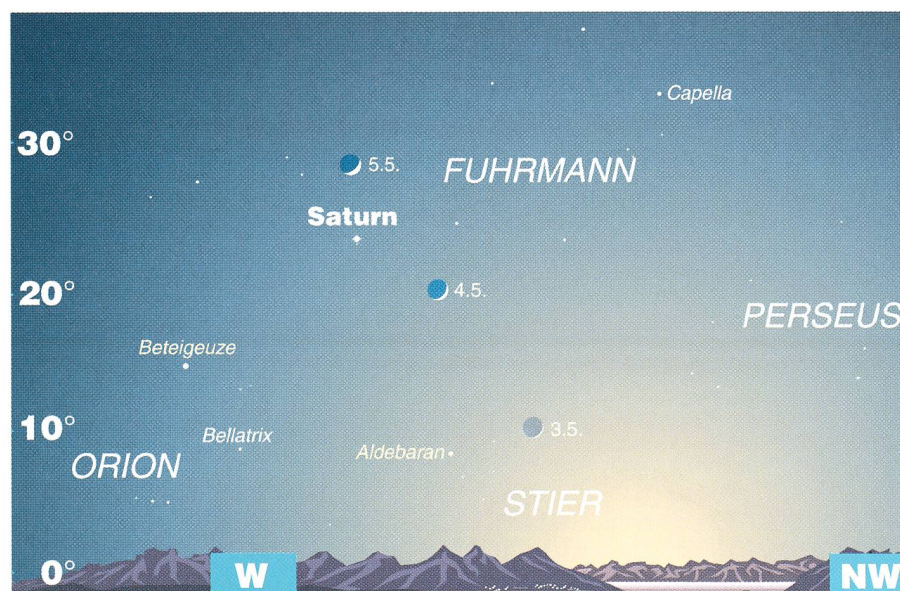 Capella
30°
5.5.
FUHRMANN
Saturn
20°
4.5.
PERSEUS
Beteigeuze
10°
Bellatrix
3.5.
Aldebaran
ORION
STIER
0°
W
NW